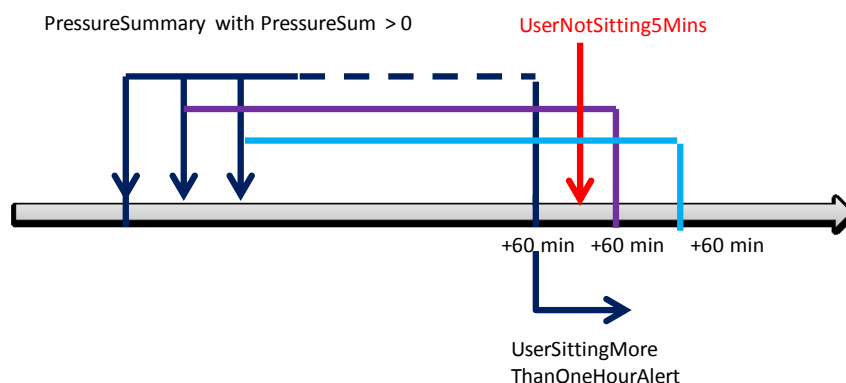 PressureSummary with PressureSum > 0
UserNotSitting5Mins
+60 min +60 min +60 min
UserSittingMore
ThanOneHourAlert